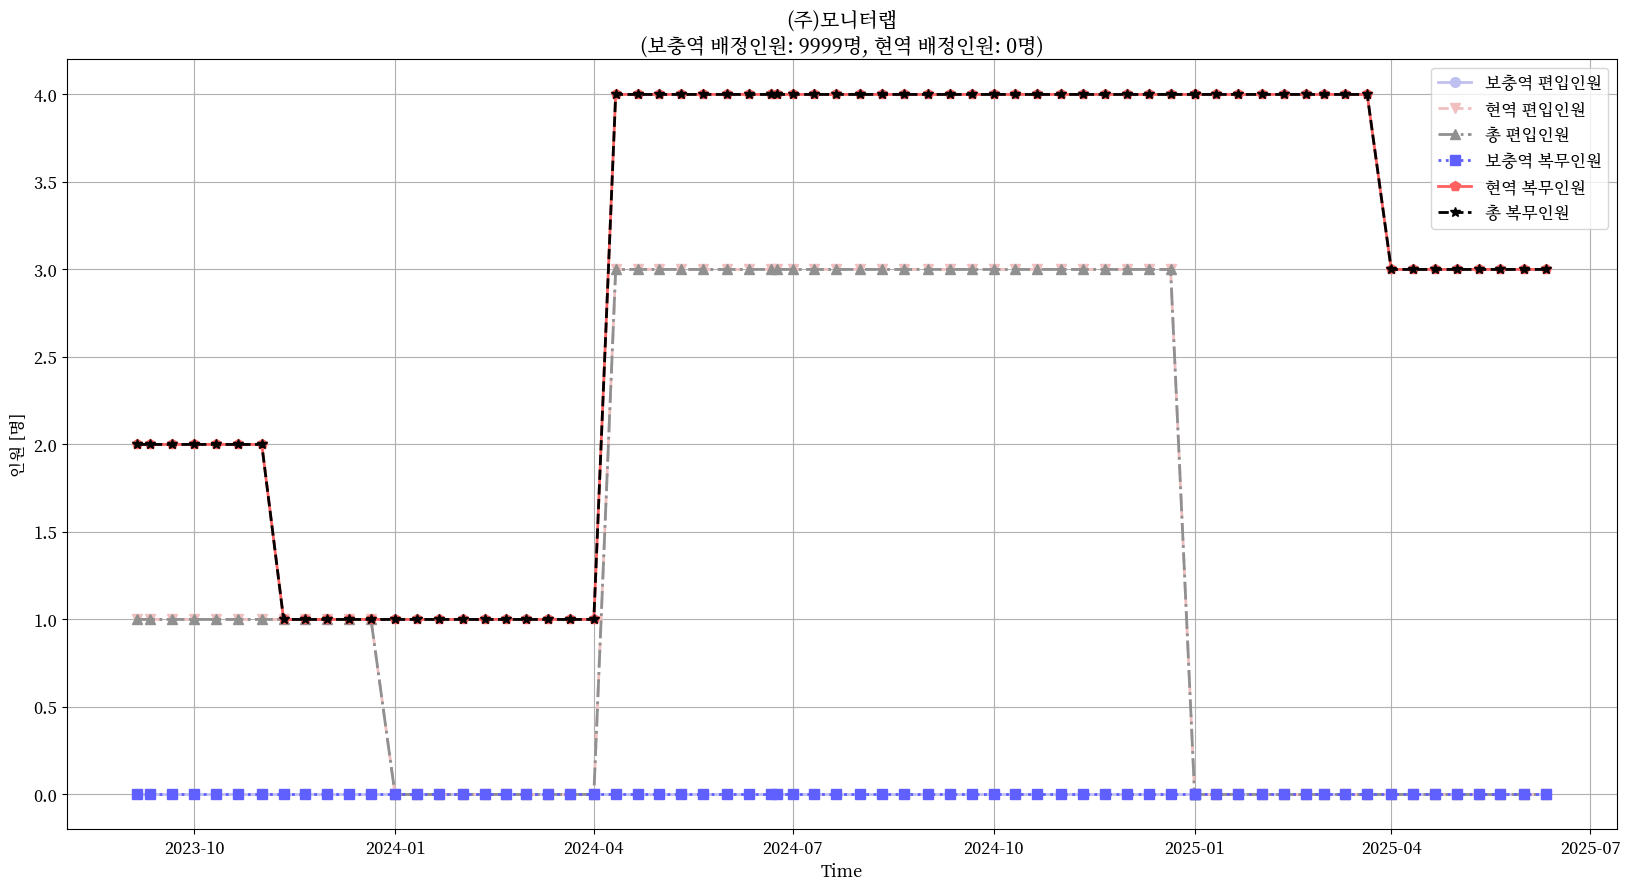 (주)모니터랩
(보충역 배정인원: 9999명, 현역 배정인원: 0명)
보충역 편입인원
현역 편입인원
총 편입인원
보충역 복무인원
현역 복무인원
총 복무인원
인원 [명]
4.0
3.5
3.0
2.5
2.0
1.5
1.0
0.5
0.0
2023-10
2024-01
2024-04
2024-07
2024-10
2025-01
2025-04
2025-07
Time